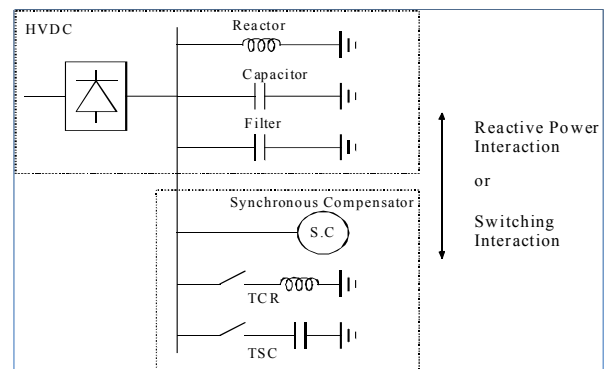 HVDC
Reactor
Capacitor
Filter
Synchronous Compensator
S.C
TCR
TSC
Reactive Power
Interaction
or
Switching
Interaction